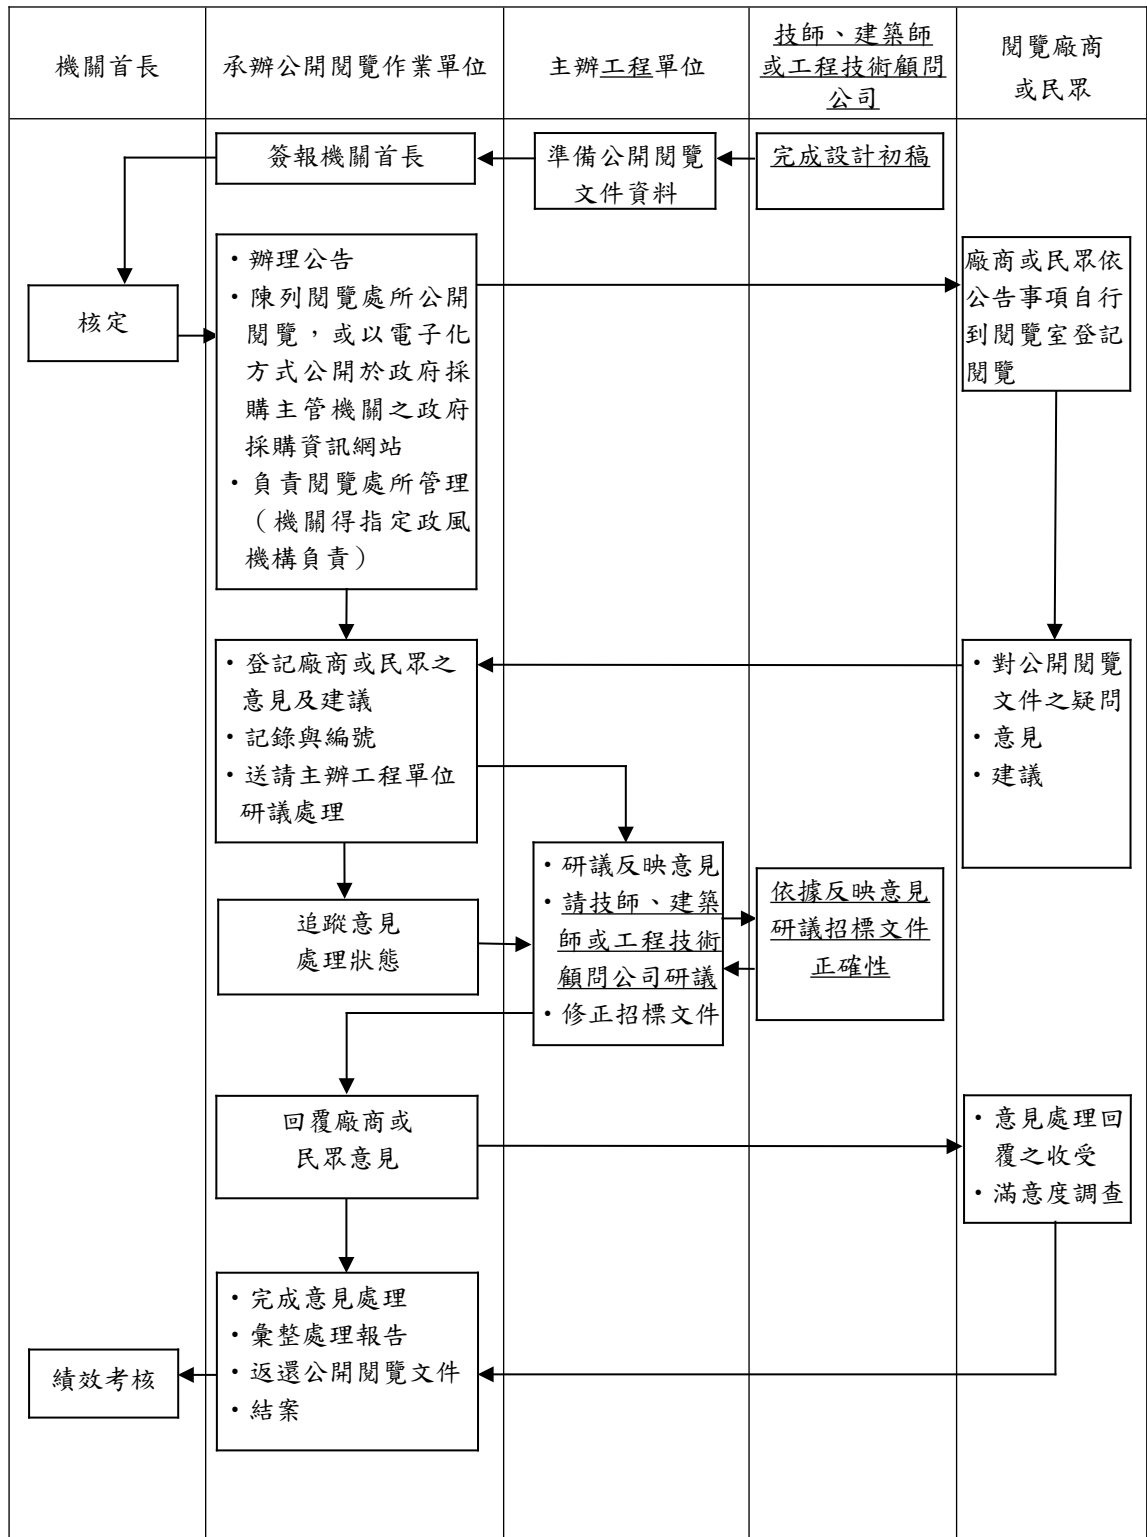 機關首長
承辦公開閱覽作業單位
主辦工程單位
技師、建築師
或工程技術顧問
公司
閱覽廠商
或民眾
簽報機關首長
準備公開閱覽
文件資料
完成設計初稿
核定
・辦理公告
・陳列閱覽處所公開
閱覽，或以電子化
方式公開於政府採
購主管機關之政府
採購資訊網站
・負責閱覽處所管理
（機關得指定政風
機構負責）
廠商或民眾依
公告事項自行
到閱覽室登記
閱覽
・登記廠商或民眾之
意見及建議
・記錄與編號
・送請主辦工程單位
研議處理
・對公開閱覽
文件之疑問
・意見
・建議
追蹤意見
處理狀態
・研議反映意見
・請技師、建築
師或工程技術
顧問公司研議
・修正招標文件
依據反映意見
研議招標文件
正確性
回覆廠商或
民眾意見
・意見處理回
覆之收受
・滿意度調查
・完成意見處理
・彙整處理報告
・返還公開閱覽文件
・結案
績效考核